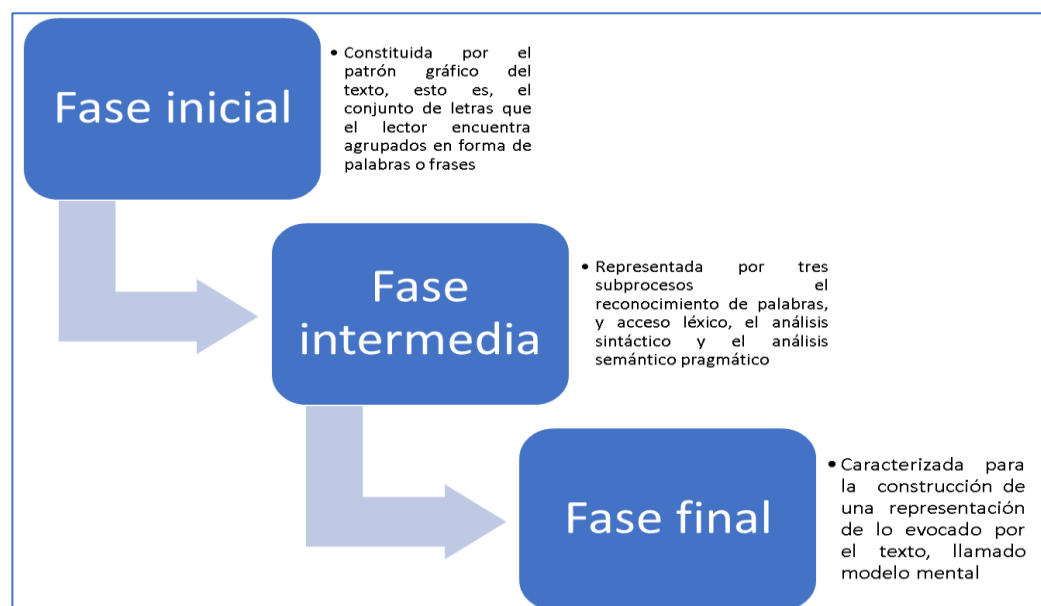 Fase inicial
• Constituida por el
patrón gráfico del
texto, esto es, el
conjunto de letras que
el lector encuentra
agrupados en forma de
palabras o frases
Fase
intermedia
• Representada por tres
subprocesos el
reconocimiento de palabras,
y acceso léxico, el análisis
sintáctico y el análisis
semántico pragmático
Fase final
• Caracterizada para
la construcción de
una representación
de lo evocado por
el texto, llamado
modelo mental